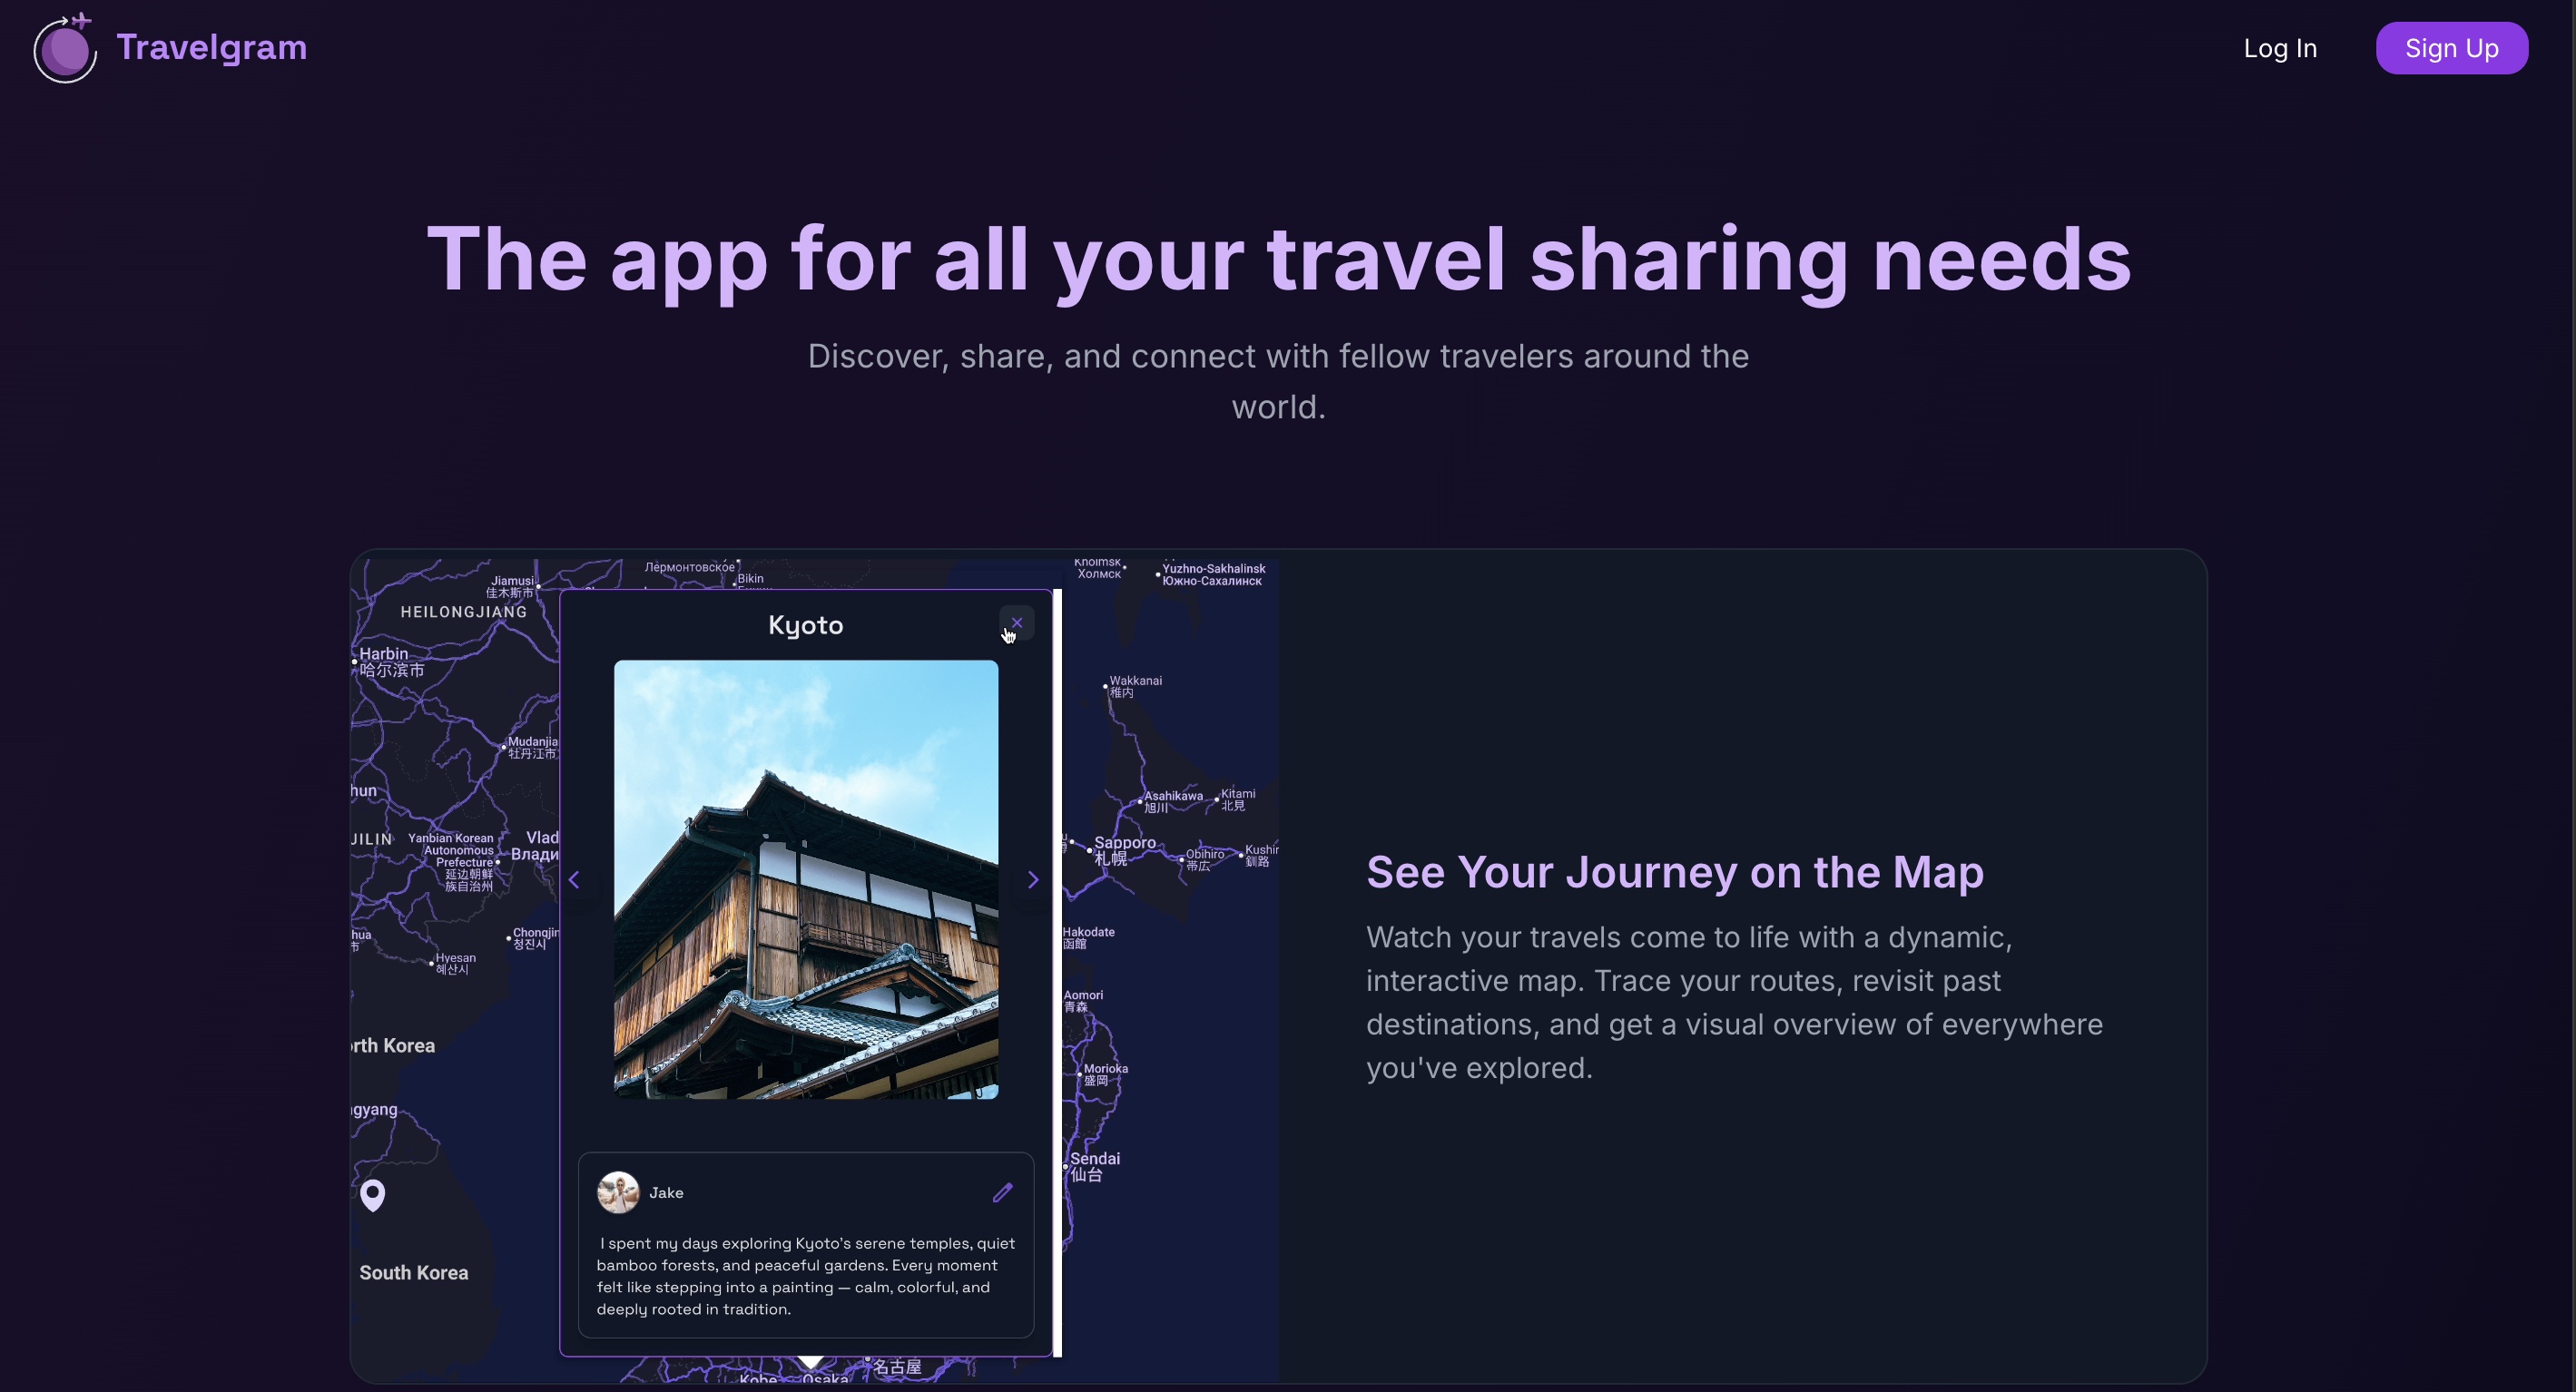 Travelgram
Log In
Sign Up
The app for all your travel sharing needs
Discover, share, and connect with fellow travelers around the
world.
Лермонтовское
Bikin
Jiamusi
佳木斯市
HEILONGJIANG
Harbin
哈尔滨市
Mudanjia
牡丹江市
hun
JILIN
Yanbian Korean
Autonomous
Prefecture
延边朝鲜
族自治州
Vlad
Влади
hua
市
Chongjin
청진시
Hyesan
혜산시
rth Korea
gyang
South Korea
Kyoto
Jake
I spent my days exploring Kyoto's serene temples, quiet
bamboo forests, and peaceful gardens. Every moment
felt like stepping into a painting — calm, colorful, and
deeply rooted in tradition.
Kholmsk
Холмск
Yuzhno-Sakhalinsk
Южно-Сахалинск
Wakkanai
稚内
Asahikawa
旭川
Kitami
北見
Sapporo
札幌
Obihiro
帯広
Kushir
釧路
Hakodate
函館
Aomori
青森
Morioka
盛岡
Sendai
仙台
名古屋
Kobe
Osaka
See Your Journey on the Map
Watch your travels come to life with a dynamic,
interactive map. Trace your routes, revisit past
destinations, and get a visual overview of everywhere
you've explored.